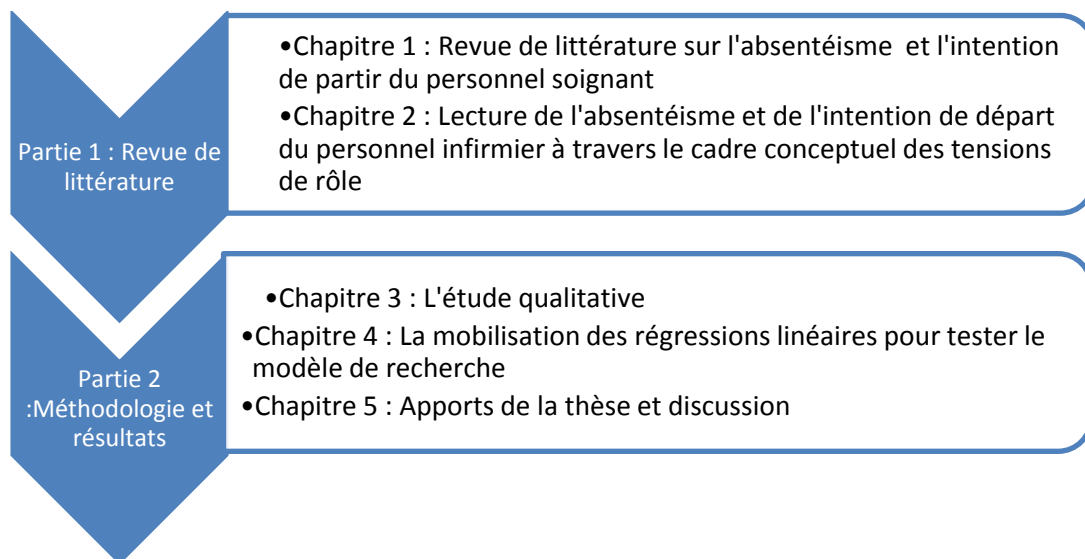 Partie 1 : Revue de
littérature
•Chapitre 1 : Revue de littérature sur l'absentéisme  et l'intention
de partir du personnel soignant
•Chapitre 2 : Lecture de l'absentéisme et de l'intention de départ
du personnel infirmier à travers le cadre conceptuel des tensions
de rôle
Partie 2
:Méthodologie et
résultats
•Chapitre 3 : L'étude qualitative
•Chapitre 4 : La mobilisation des régressions linéaires pour tester le
modèle de recherche
•Chapitre 5 : Apports de la thèse et discussion